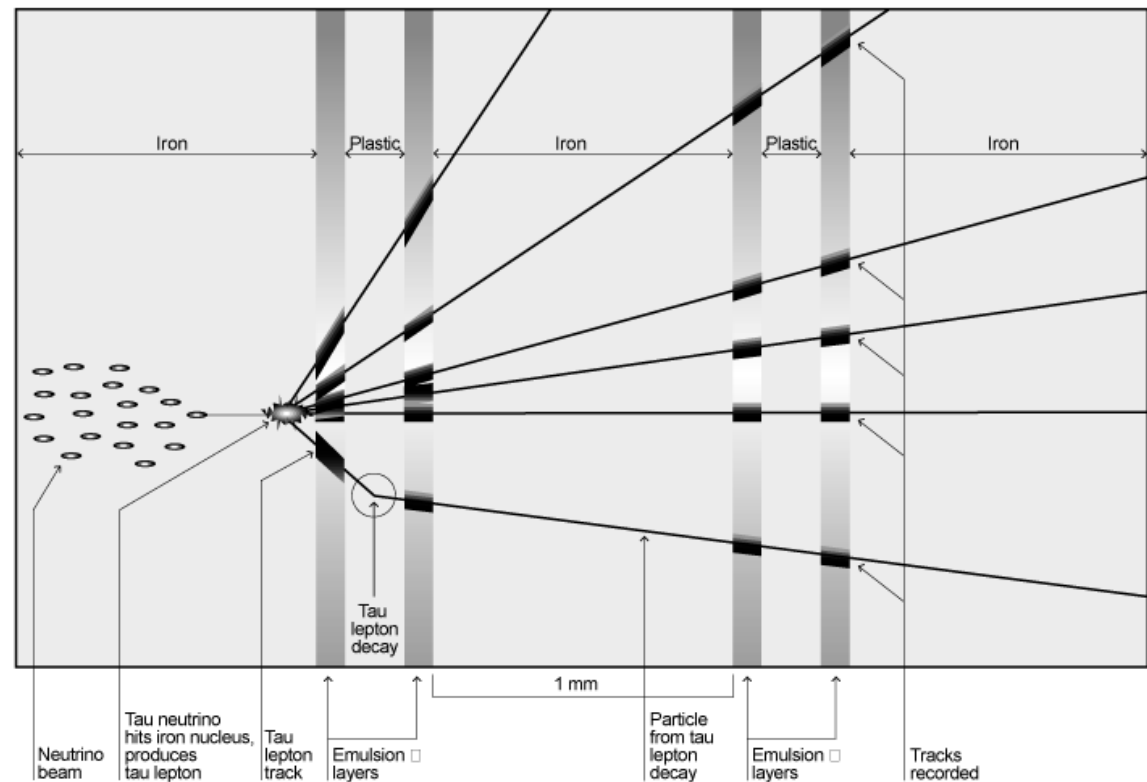 Iron
Plastic
Iron
Plastic
Iron
Tau
lepton
decay
1 mm
Neutrino
beam
Tau neutrino
hits iron nucleus,
produces
tau lepton
Tau
lepton
track
Emulsion □
layers
Particle
from tau
lepton
decay
Emulsion □
layers
Tracks
recorded